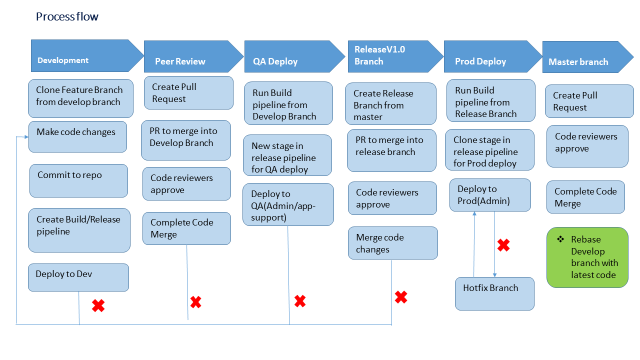 Process flow
Development
Peer Review
QA Deploy
ReleaseV1.0
Branch
Prod Deploy
Master branch
Clone Feature Branch
from develop branch
Make code changes
Commit to repo
Create Build/Release
pipeline
Deploy to Dev
Create Pull
Request
PR to merge into
Develop Branch
Code reviewers
approve
Complete Code
Merge
Run Build
pipeline from
Develop Branch
New stage in
release pipeline
for QA deploy
Deploy to
QA(Admin/app-
support)
Create Release
Branch from
master
PR to merge into
release branch
Code reviewers
approve
Merge code
changes
Run Build
pipeline from
Release Branch
Clone stage in
release pipeline
for Prod deploy
Deploy to
Prod(Admin)
Hotfix Branch
Create Pull
Request
Code reviewers
approve
Complete Code
Merge
❖ Rebase
Develop
branch with
latest code